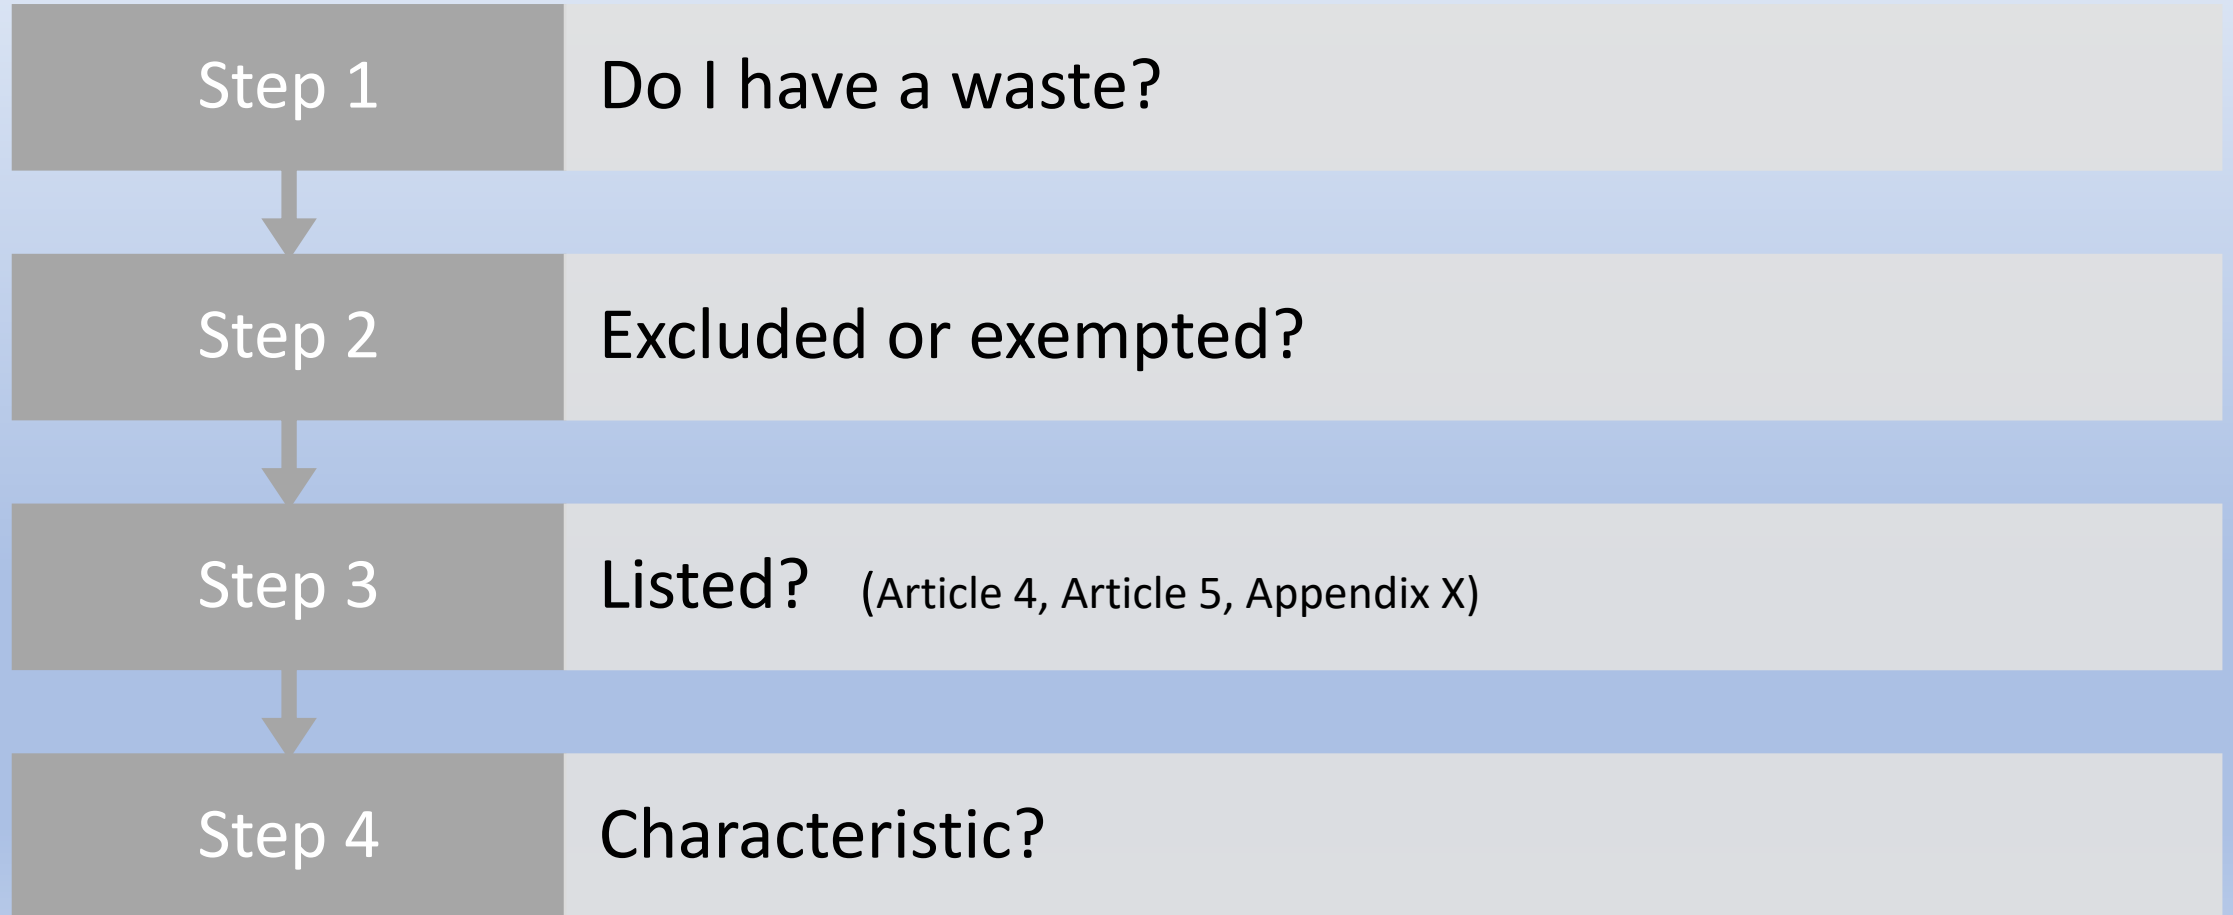 Step 1
Do I have a waste?
Step 2
Excluded or exempted?
Step 3
Listed? (Article 4, Article 5, Appendix X)
Step 4
Characteristic?